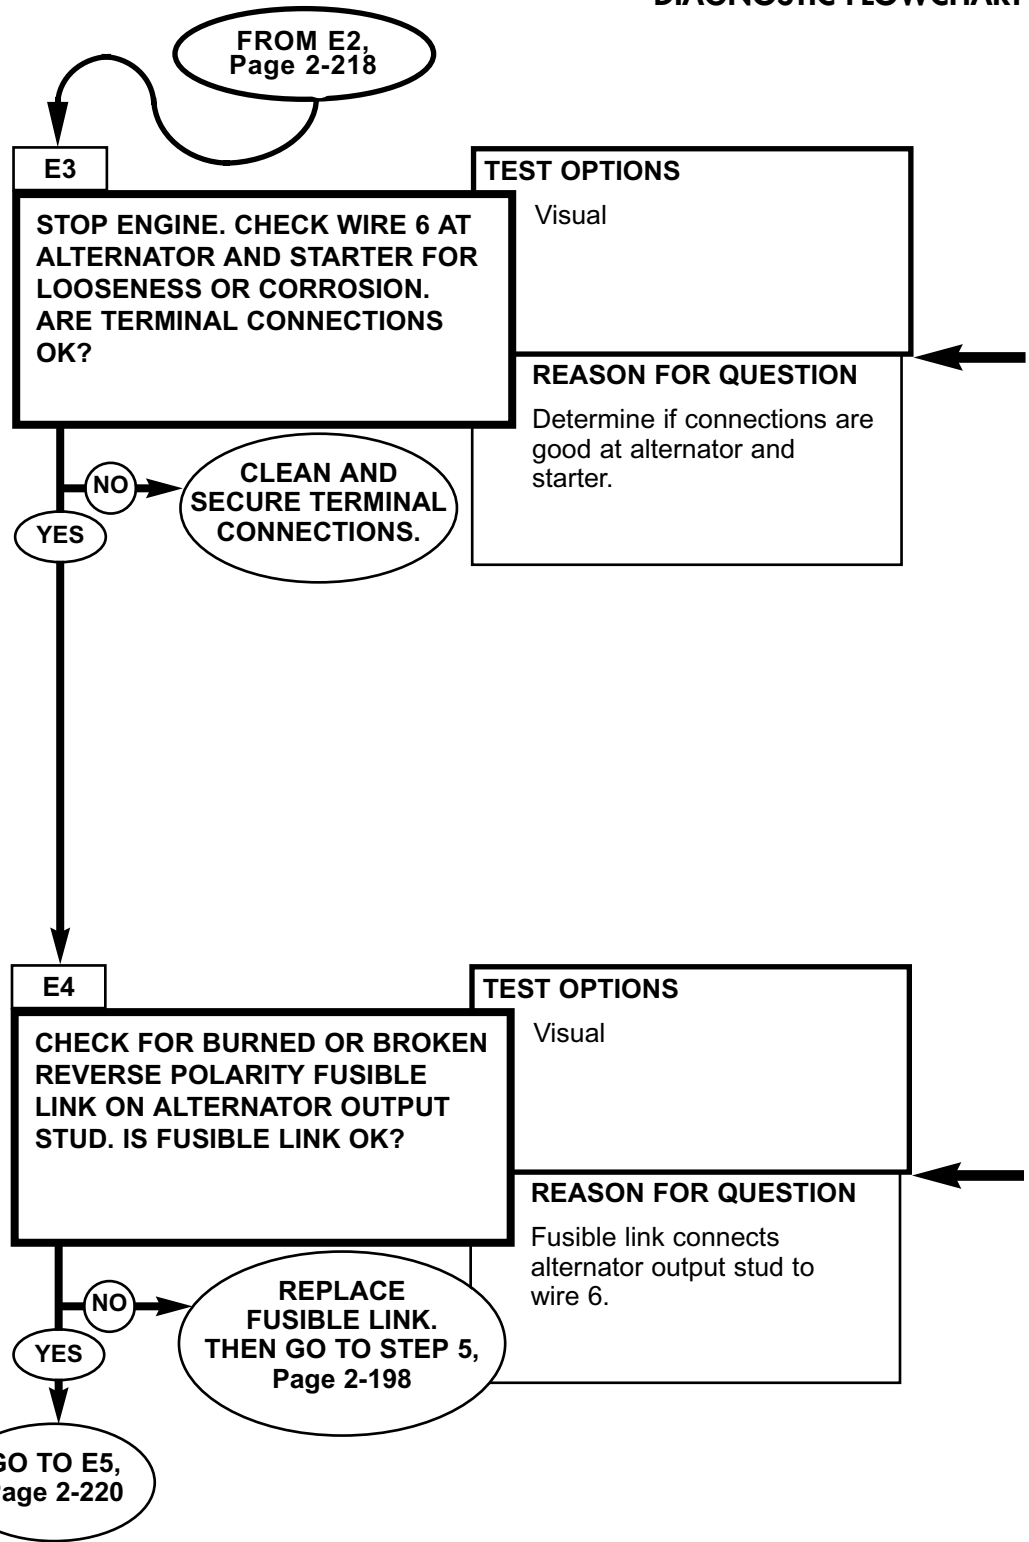 DIAGNOSTIC FLOWCHART
FROM E2,
Page 2-218
E3
STOP ENGINE. CHECK WIRE 6 AT
ALTERNATOR AND STARTER FOR
LOOSENESS OR CORROSION.
ARE TERMINAL CONNECTIONS
OK?
TEST OPTIONS
Visual
REASON FOR QUESTION
Determine if connections are
good at alternator and
starter.
NO
CLEAN AND
SECURE TERMINAL
CONNECTIONS.
YES
E4
CHECK FOR BURNED OR BROKEN
REVERSE POLARITY FUSIBLE
LINK ON ALTERNATOR OUTPUT
STUD. IS FUSIBLE LINK OK?
TEST OPTIONS
Visual
REASON FOR QUESTION
Fusible link connects
alternator output stud to
wire 6.
NO
REPLACE
FUSIBLE LINK.
THEN GO TO STEP 5,
Page 2-198
YES
GO TO E5,
Page 2-220